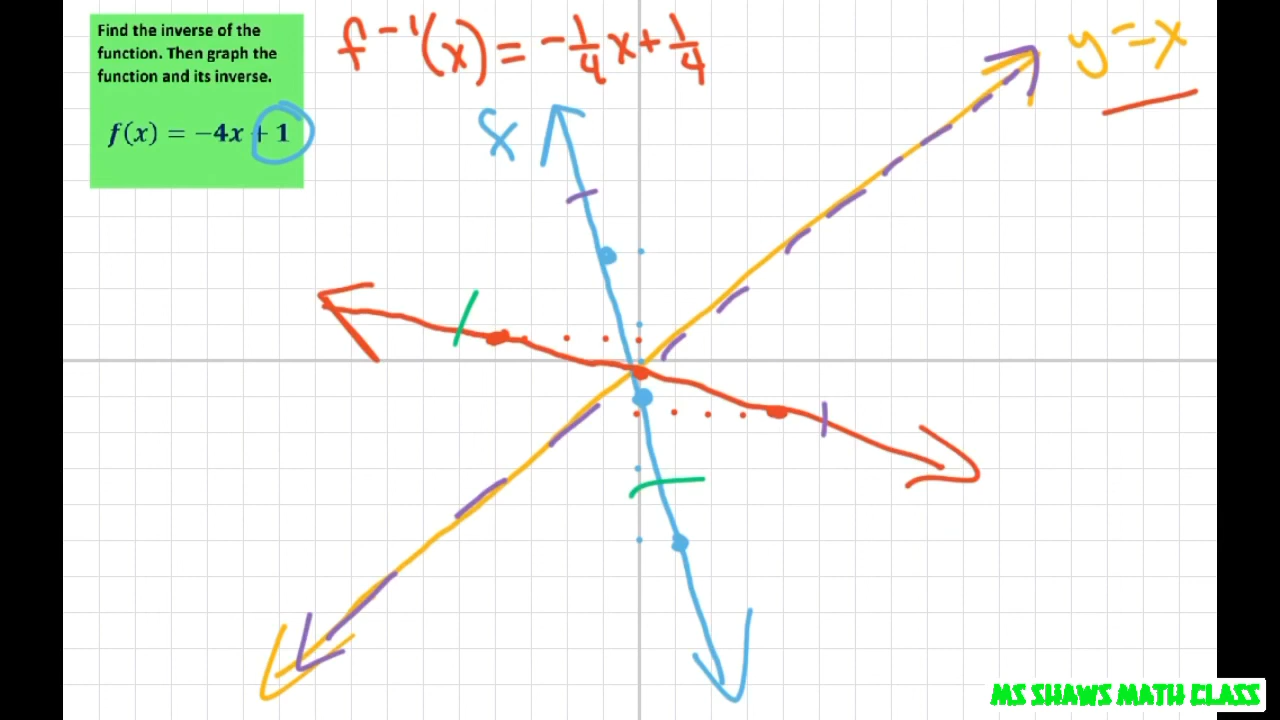 Find the inverse of the
function. Then graph the
function and its inverse.
f(x) = −4x + 1
f⁻¹(x) = -1/4x + 1/4
y=x
MS SHAWS MATH CLASS